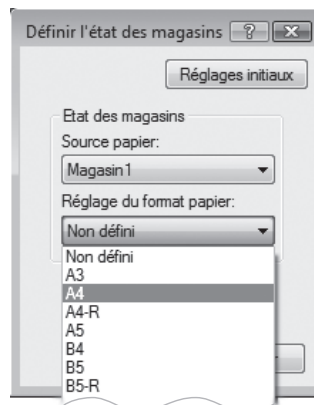 Définir l'état des magasins
Réglages initiaux
Etat des magasins
Source papier:
Magasin1
Réglage du format papier:
Non défini
Non défini
A3
A4
A4-R
A5
B4
B5
B5-R